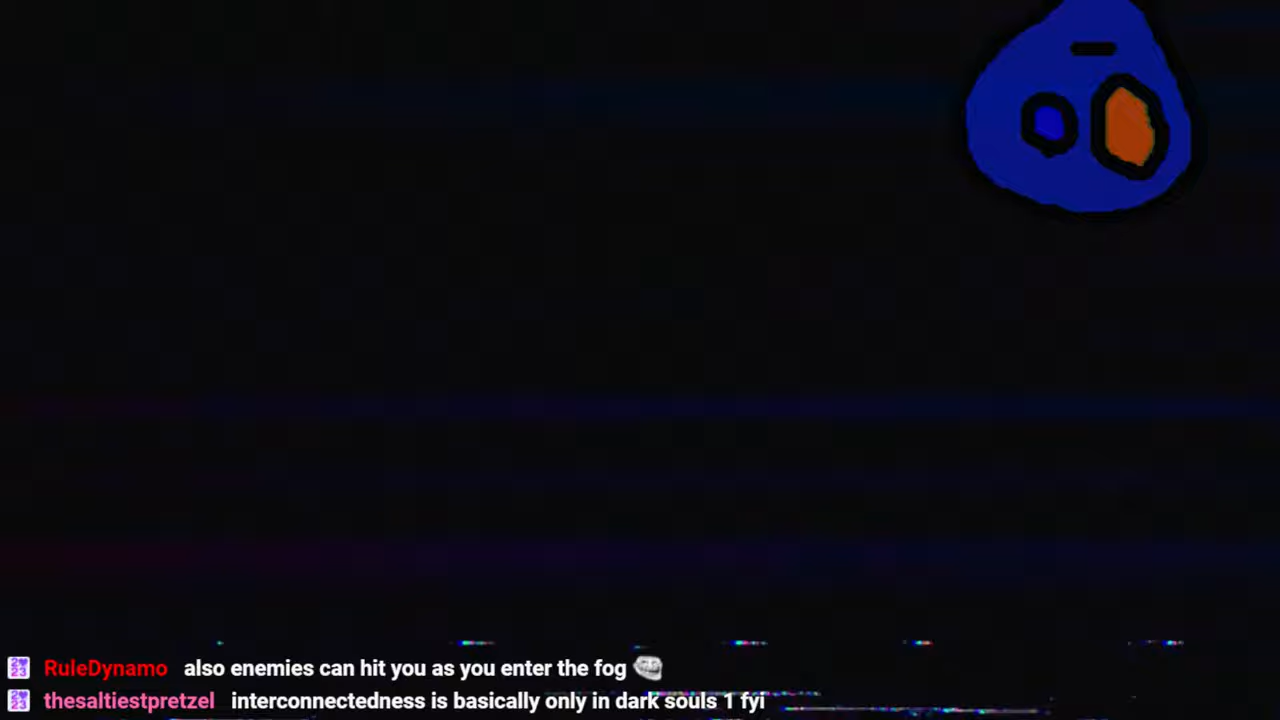 RuleDynamo also enemies can hit you as you enter the fog
thesaltiestpretzel interconnectedness is basically only in dark souls 1 fyi